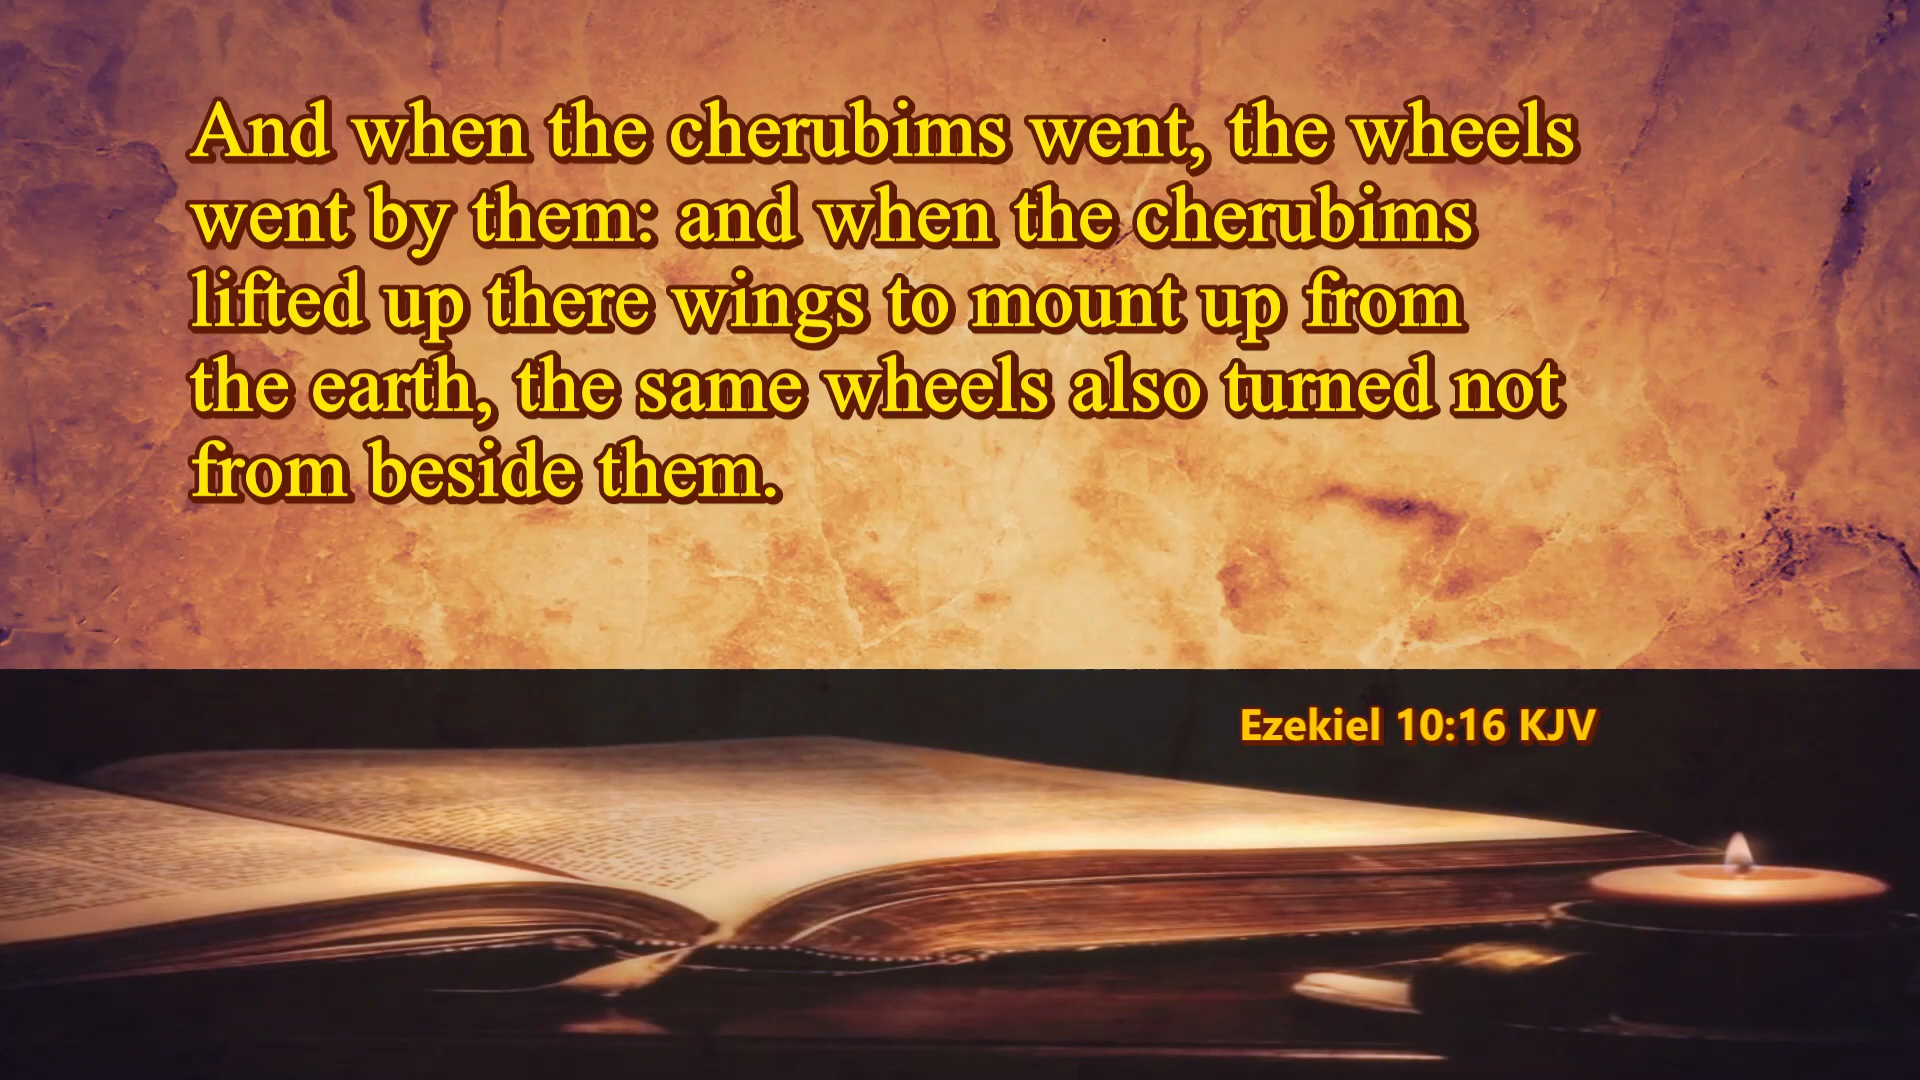 And when the cherubims went, the wheels
went by them: and when the cherubims
lifted up there wings to mount up from
the earth, the same wheels also turned not
from beside them.
Ezekiel 10:16 KJV